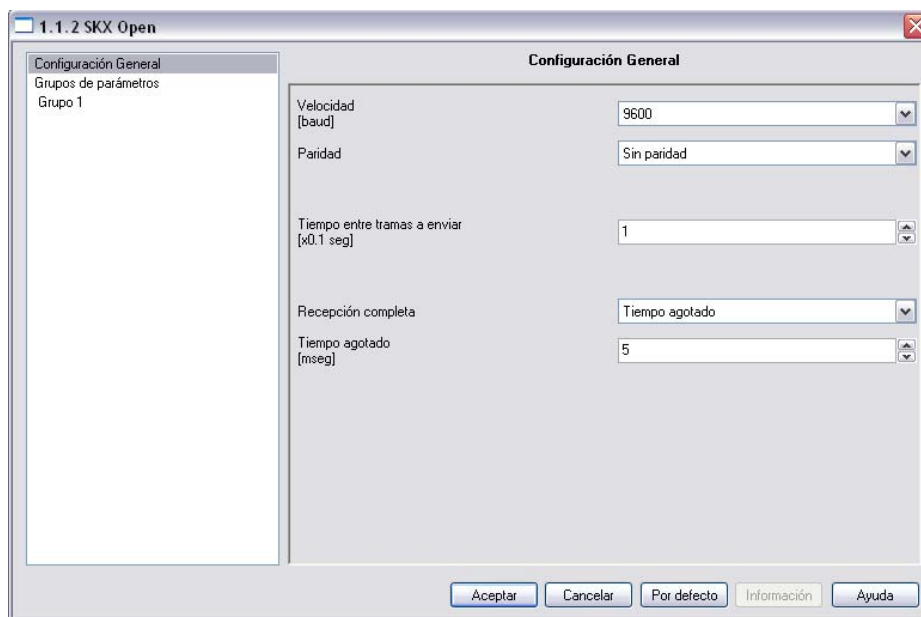 1.1.2 SKX Open
Configuración General
Grupos de parámetros
Grupo 1
Configuración General
Velocidad
[baud]
9600
Paridad
Sin paridad
Tiempo entre tramas a enviar
[x0.1 seg]
1
Recepción completa
Tiempo agotado
Tiempo agotado
[mseg]
5
Aceptar
Cancelar
Por defecto
Información
Ayuda